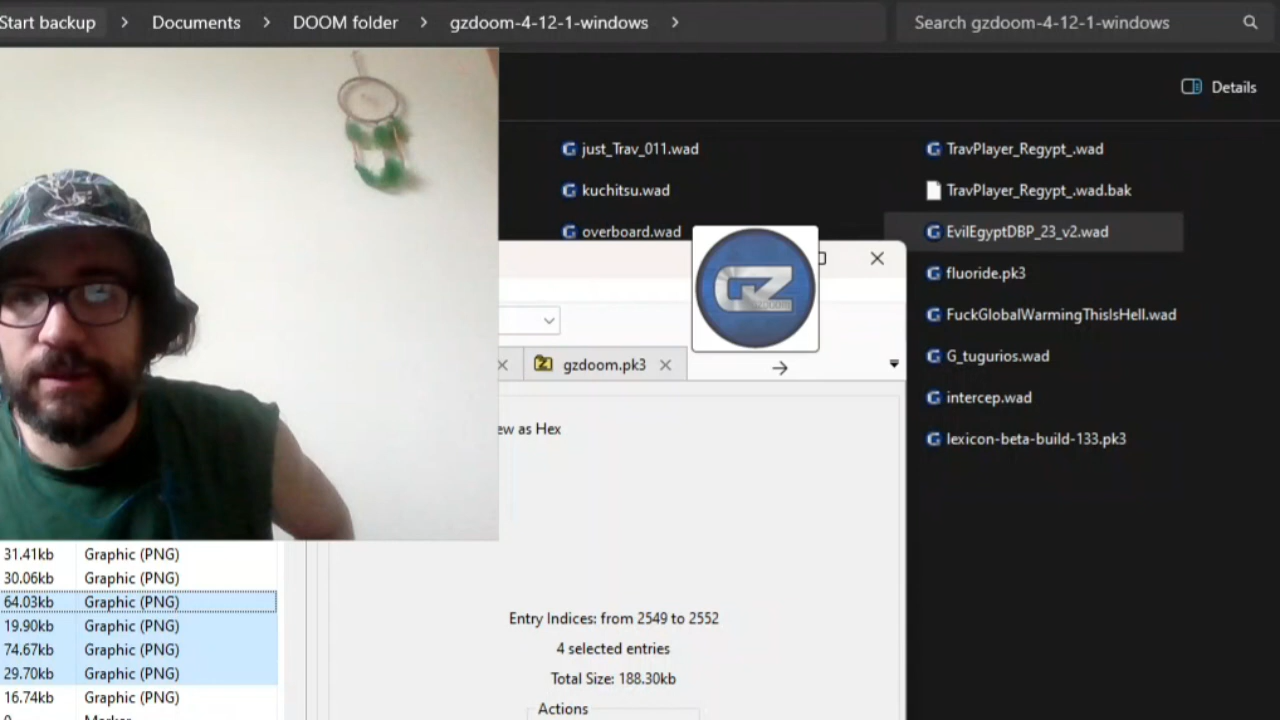 Start backup > Documents > DOOM folder > gzdoom-4-12-1-windows >
Search gzdoom-4-12-1-windows
Details
just_Trav_011.wad
TravPlayer_Regypt_.wad
kuchitsu.wad
TravPlayer_Regypt_.wad.bak
overboard.wad
EvilEgyptDBP_23_v2.wad
fluoride.pk3
FuckGlobalWarmingThisIsHell.wad
G_tugurios.wad
intercep.wad
lexicon-beta-build-133.pk3
GZ
gzdoom.pk3
ew as Hex
31.41kb Graphic (PNG)
30.06kb Graphic (PNG)
64.03kb Graphic (PNG)
19.90kb Graphic (PNG)
74.67kb Graphic (PNG)
29.70kb Graphic (PNG)
16.74kb Graphic (PNG)
Entry Indices: from 2549 to 2552
4 selected entries
Total Size: 188.30kb
Actions